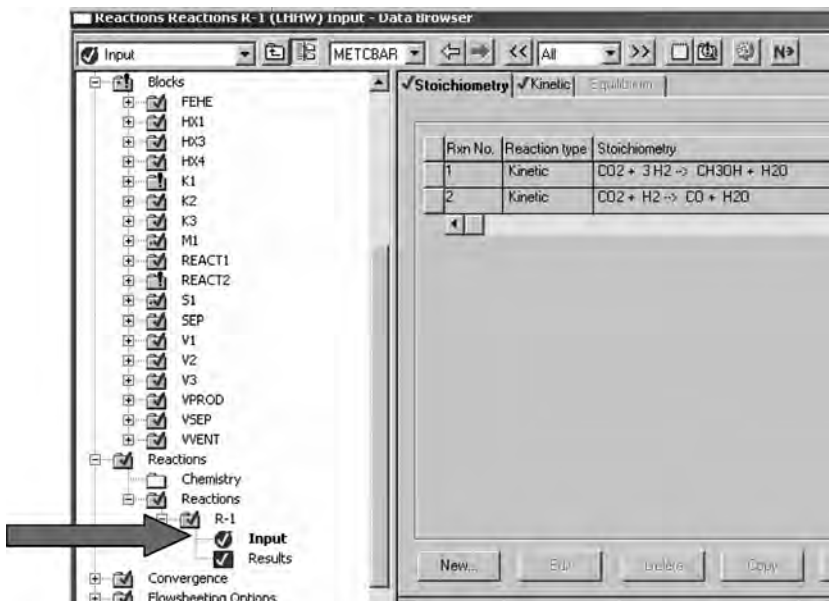 Reactions Reactions R-1 (LHHW) Input - Data Browser
Input METCBAR << All >> N>
Blocks
FEHE
HX1
HX3
HX4
K1
K2
K3
M1
REACT1
REACT2
S1
SEP
V1
V2
V3
VPROD
VSEP
VVENT
Reactions
Chemistry
Reactions
R-1
Input
Results
Convergence
Flowsheeting Options
Stoichiometry Kinetic Equilibrium
Rxn No. Reaction type Stoichiometry
1 Kinetic CO2 + 3 H2 --> CH3OH + H2O
2 Kinetic CO2 + H2 --> CO + H2O
New... Edit Delete Copy